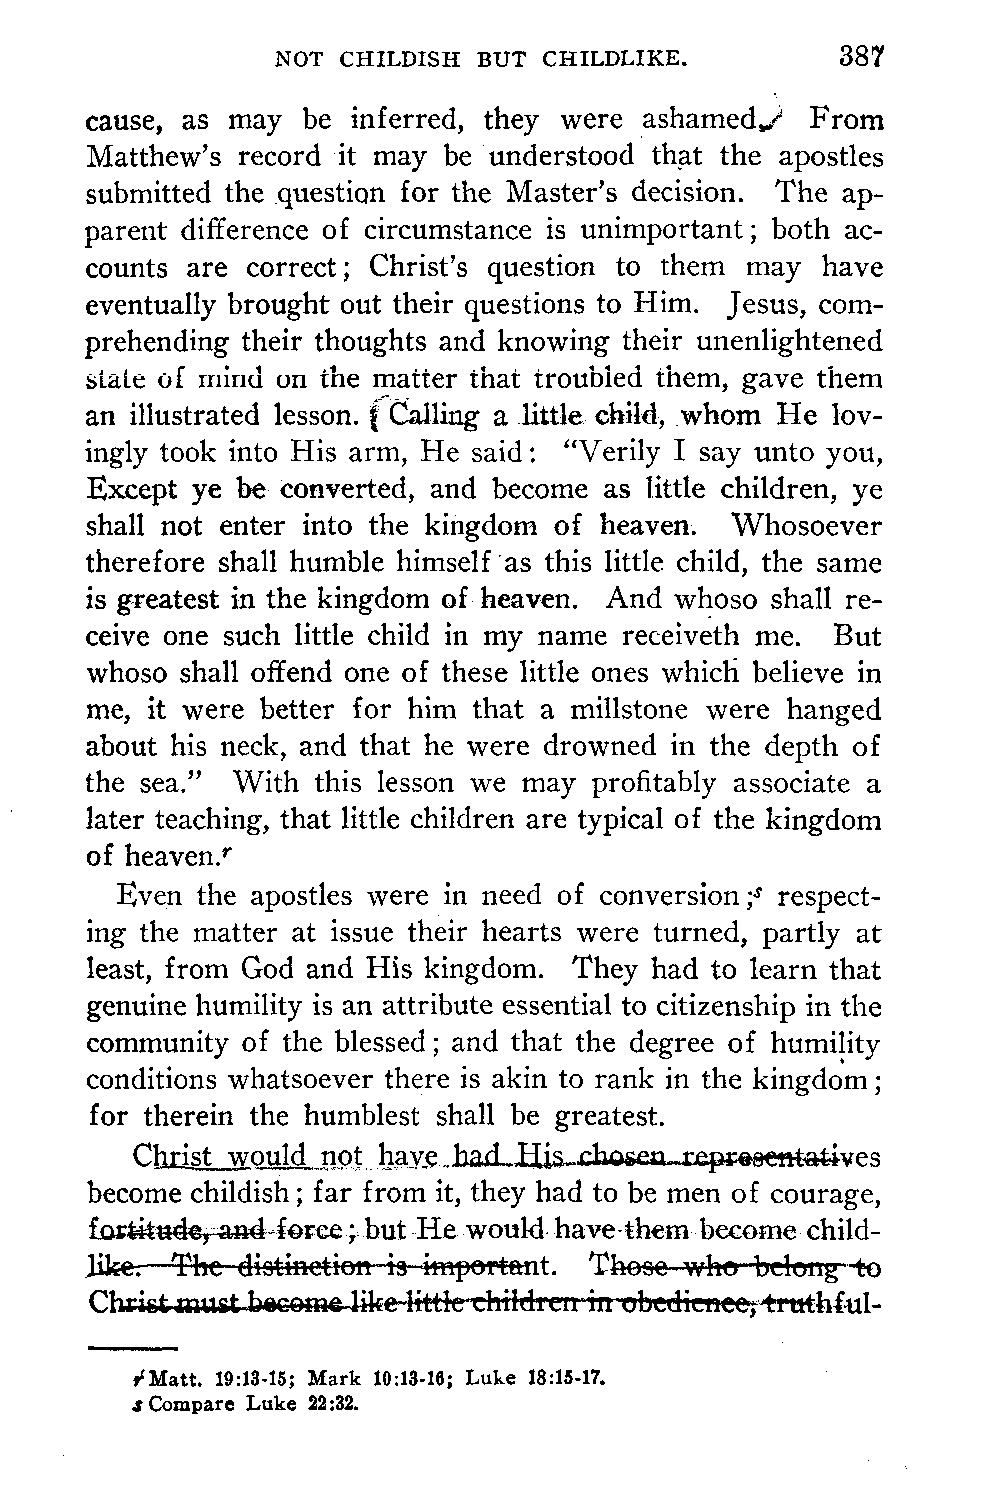 NOT CHILDISH BUT CHILDLIKE. 387
cause, as may be inferred, they were ashamed. From
Matthew's record it may be understood that the apostles
submitted the question for the Master's decision. The ap-
parent difference of circumstance is unimportant; both ac-
counts are correct; Christ's question to them may have
eventually brought out their questions to Him. Jesus, com-
prehending their thoughts and knowing their unenlightened
state of mind on the matter that troubled them, gave them
an illustrated lesson. Calling a little child, whom He lov-
ingly took into His arm, He said: "Verily I say unto you,
Except ye be converted, and become as little children, ye
shall not enter into the kingdom of heaven. Whosoever
therefore shall humble himself as this little child, the same
is greatest in the kingdom of heaven. And whoso shall re-
ceive one such little child in my name receiveth me. But
whoso shall offend one of these little ones which believe in
me, it were better for him that a millstone were hanged
about his neck, and that he were drowned in the depth of
the sea." With this lesson we may profitably associate a
later teaching, that little children are typical of the kingdom
of heaven.r
Even the apostles were in need of conversion;s respect-
ing the matter at issue their hearts were turned, partly at
least, from God and His kingdom. They had to learn that
genuine humility is an attribute essential to citizenship in the
community of the blessed; and that the degree of humility
conditions whatsoever there is akin to rank in the kingdom;
for therein the humblest shall be greatest.
Christ would not have had His chosen representatives
become childish; far from it, they had to be men of courage,
fortitude, and force; but He would have them become child-
like. The distinction is important. Those who belong to
Christ must become like little children in obedience, truthful-
r Matt. 19:13-15; Mark 10:13-16; Luke 18:15-17.
s Compare Luke 22:32.